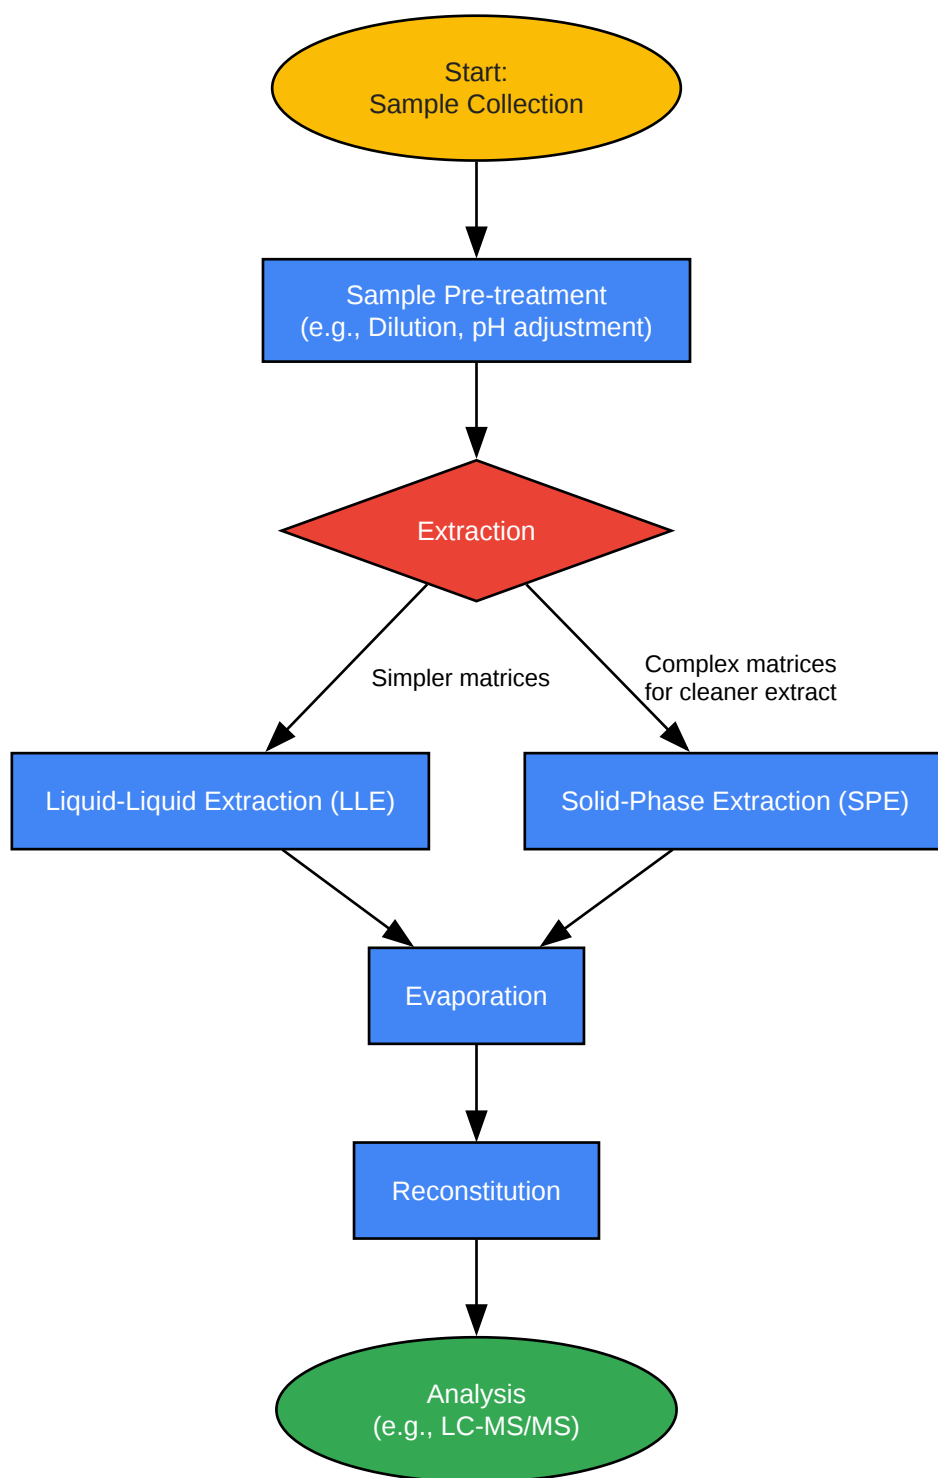 Start:
Sample Collection
Sample Pre-treatment
(e.g., Dilution, pH adjustment)
Extraction
Simpler matrices
Complex matrices
for cleaner extract
Liquid-Liquid Extraction (LLE)
Solid-Phase Extraction (SPE)
Evaporation
Reconstitution
Analysis
(e.g., LC-MS/MS)